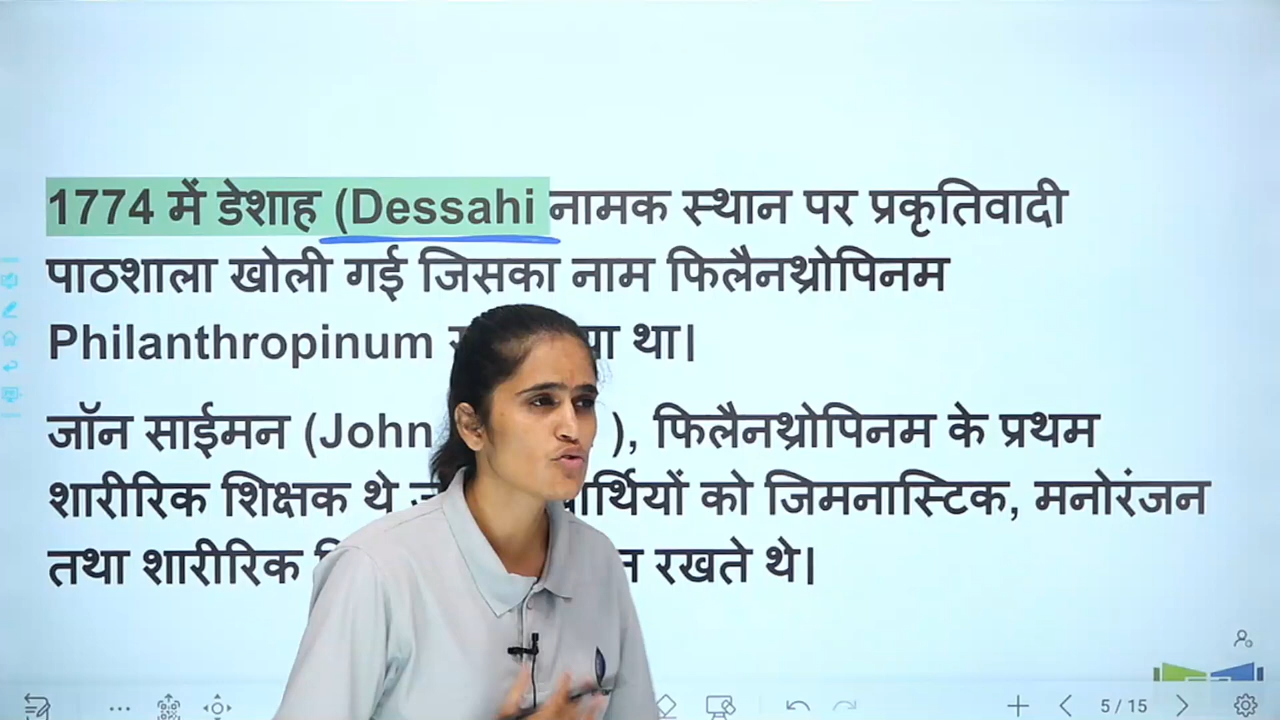 1774 में डेशाह (Dessahi नामक स्थान पर प्रकृतिवादी
पाठशाला खोली गई जिसका नाम फिलैनथ्रोपिनम
Philanthropinum था।
जॉन साईमन (John ), फिलैनथ्रोपिनम के प्रथम
शारीरिक शिक्षक थे को जिमनास्टिक, मनोरंजन
तथा शारीरिक रखते थे।
5 / 15